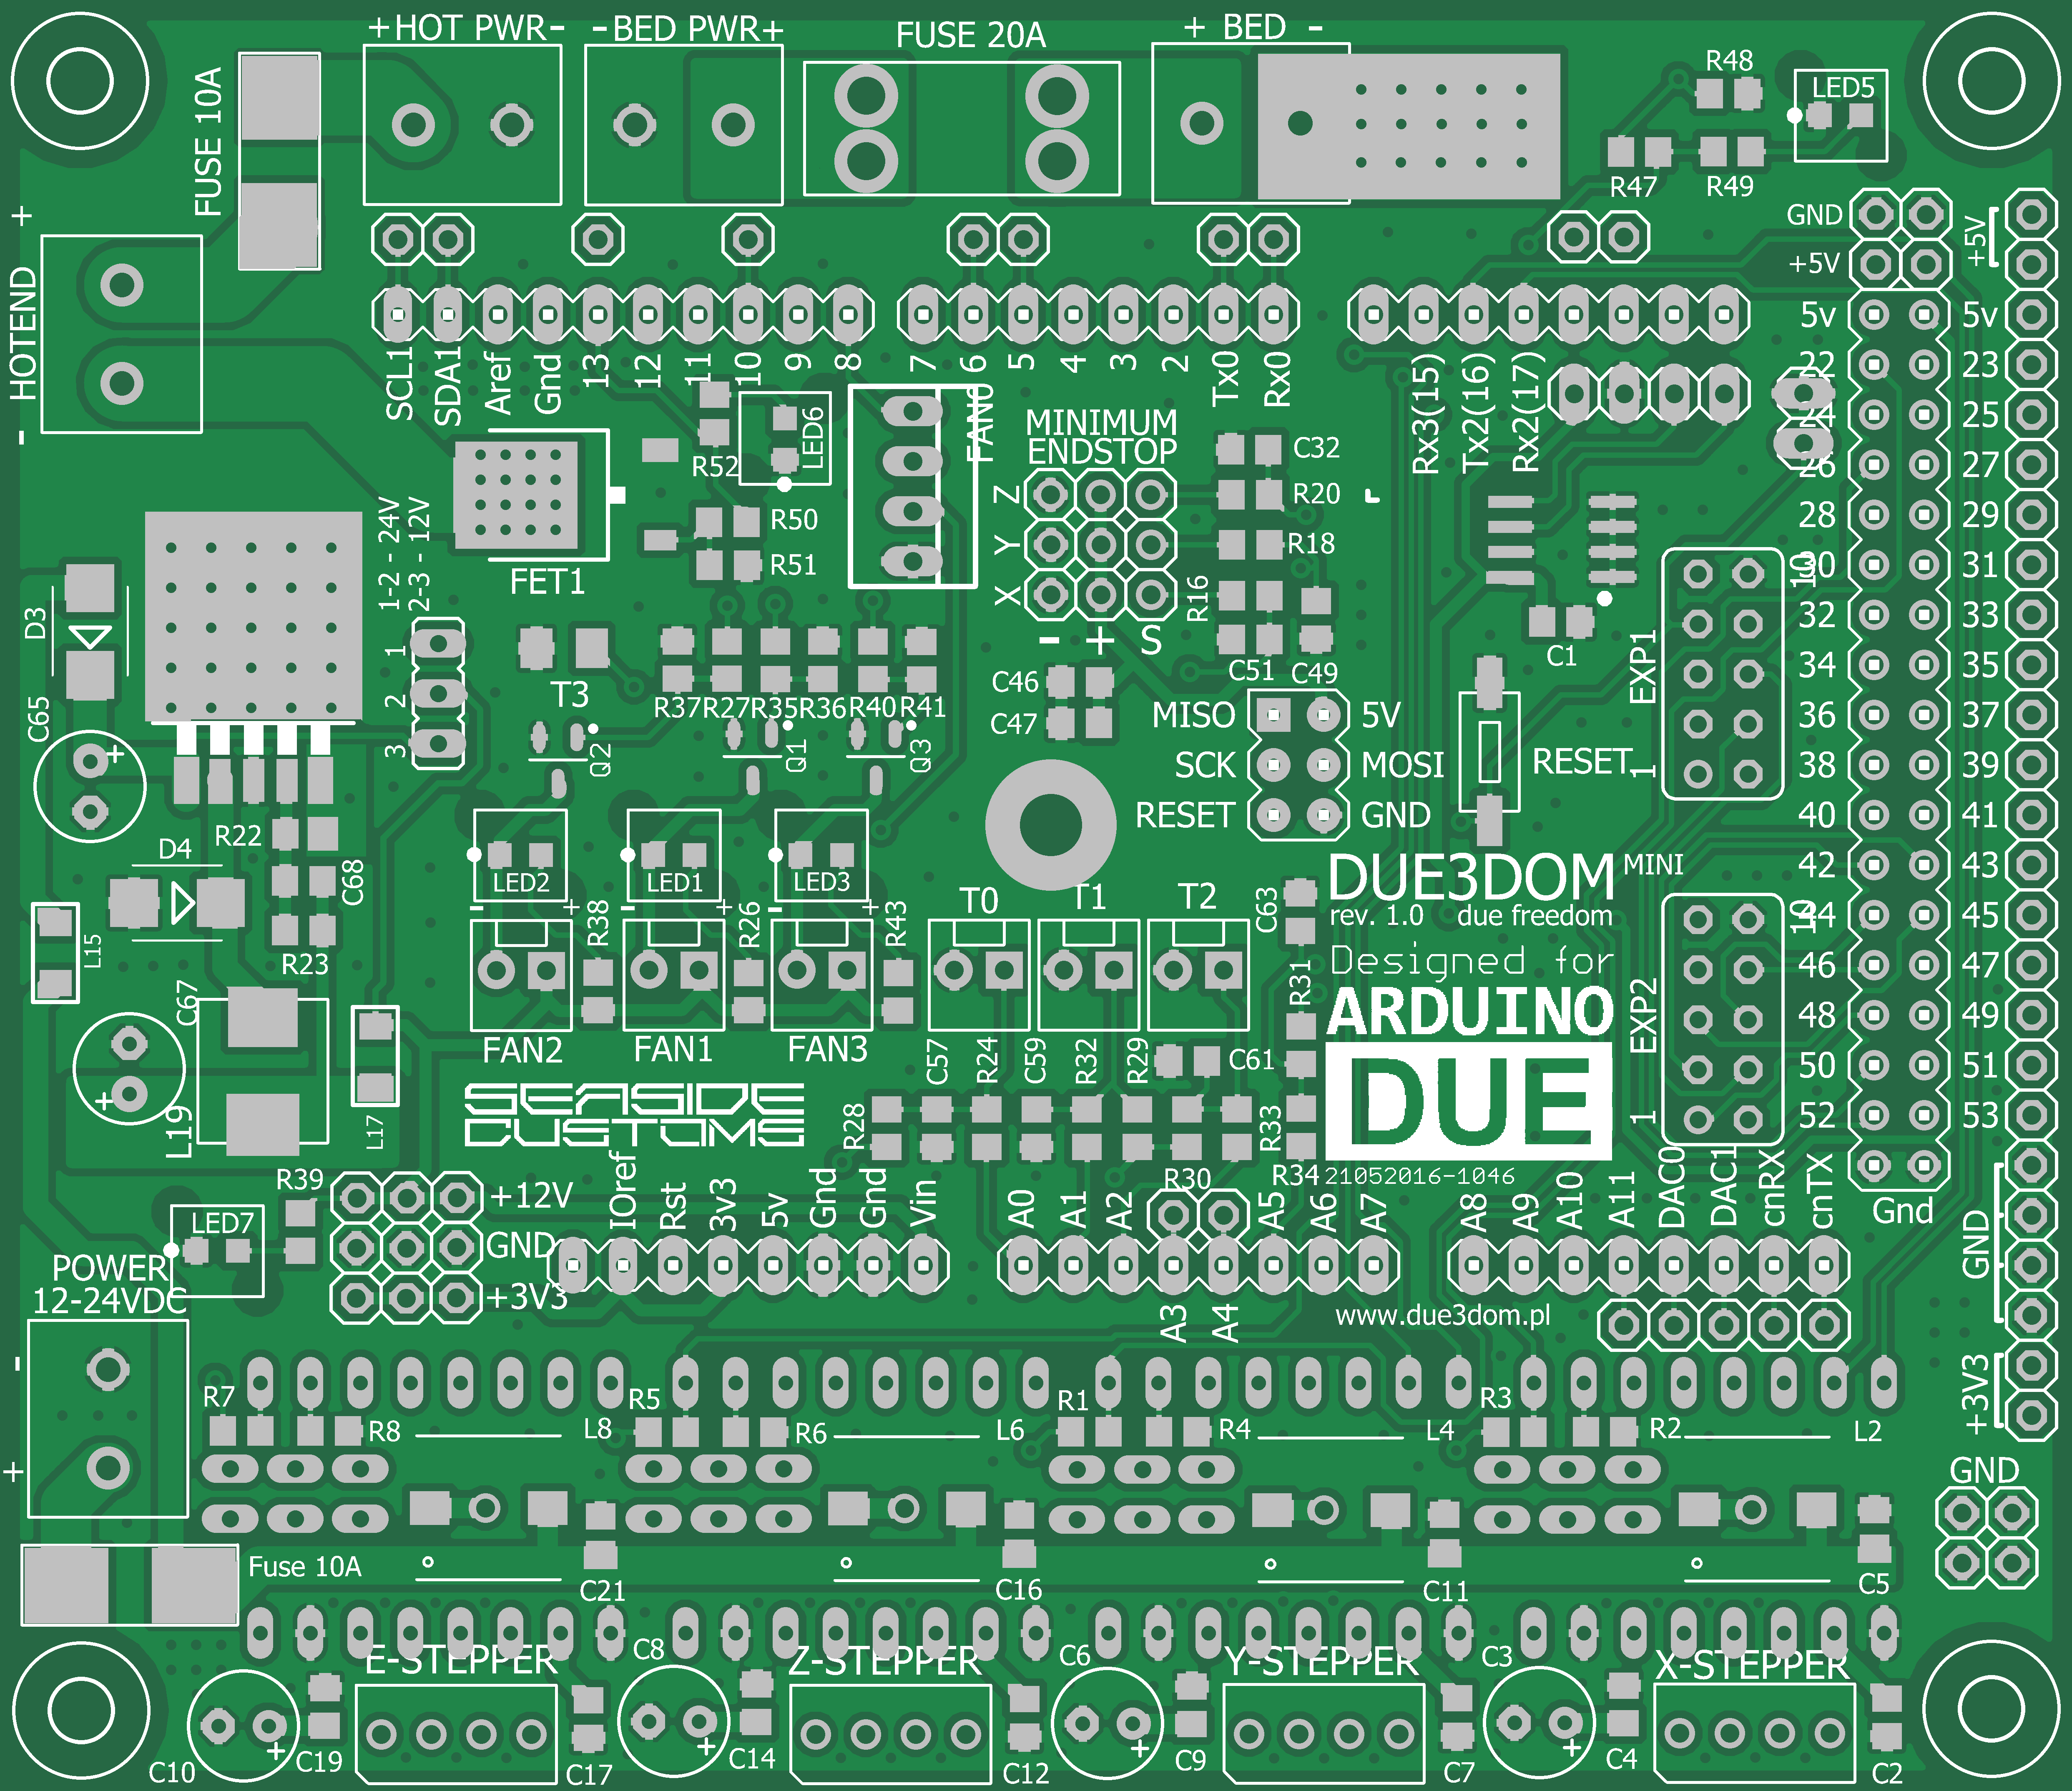 +HOT PWR-
-BED PWR+
FUSE 20A
+ BED -
R48
LED5
FUSE 10A
R47
R49
+
HOTEND
-
GND
+5V
+5V
SCL1
SDA1
Aref
Gnd
13
12
11
10
9
8
7
6
5
4
3
2
Tx0
Rx0
Rx3(15)
Tx2(16)
Rx2(17)
5v
5v
22
23
24
25
26
27
28
29
30
31
32
33
34
35
36
37
38
39
40
41
42
43
44
45
46
47
48
49
50
51
52
53
Gnd
R52
LED6
FAN0
MINIMUM
ENDSTOP
Z
Y
X
- + S
C32
R20
R18
R16
C51
C49
R50
R51
FET1
1-2 - 24V
2-3 - 12V
1
2
3
D3
C65
+
T3
R37
R27
R35
R36
R40
R41
Q2
Q1
Q3
C46
C47
MISO
5V
SCK
MOSI
RESET
GND
C1
RESET
10
EXP1
1
10
EXP2
1
R22
D4
C68
R23
L15
C67
+
L19
L17
LED2
LED1
LED3
- +
- +
- +
R38
R26
R43
FAN2
FAN1
FAN3
T0
T1
T2
C63
R31
DUE3DOM MINI
rev. 1.0 due freedom
Designed for
ARDUINO
DUE
21052016-1046
SEASIDE
CUSTOMS
R28
C57
R24
C59
R32
R29
C61
R33
R34
R30
R39
LED7
+12V
GND
+3V3
IOref
Rst
3v3
5v
Gnd
Gnd
Vin
A0
A1
A2
A3
A4
A5
A6
A7
A8
A9
A10
A11
DAC0
DAC1
cnRX
cnTX
GND
+3V3
GND
www.due3dom.pl
POWER
12-24VDC
-
+
Fuse 10A
R7
R8
L8
R5
R6
L6
R1
R4
L4
R3
R2
L2
C21
C16
C11
C5
E-STEPPER
C8
Z-STEPPER
C6
Y-STEPPER
C3
X-STEPPER
C10
+
C19
C17
+
C14
C12
+
C9
C7
+
C4
C2